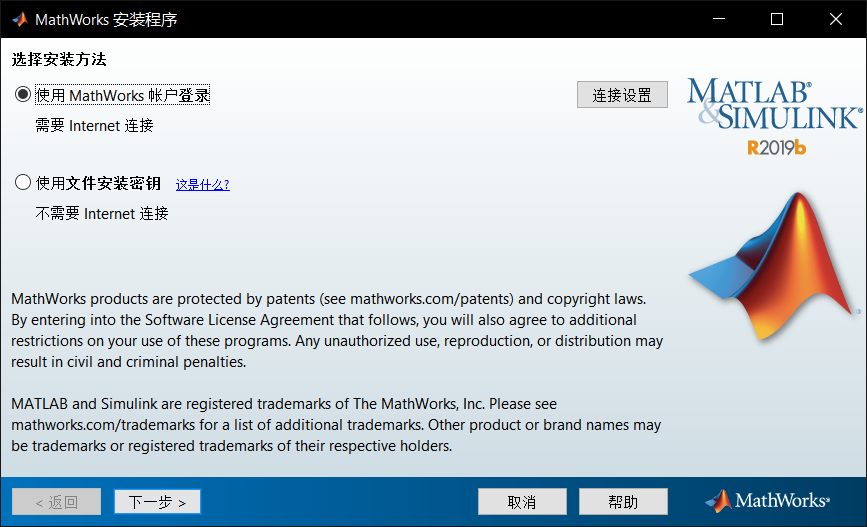 MathWorks 安装程序
选择安装方法
使用 MathWorks 帐户登录
连接设置
需要 Internet 连接
使用文件安装密钥 这是什么?
不需要 Internet 连接
MATLAB®
&SIMULINK®
R2019b
MathWorks products are protected by patents (see mathworks.com/patents) and copyright laws.
By entering into the Software License Agreement that follows, you will also agree to additional
restrictions on your use of these programs. Any unauthorized use, reproduction, or distribution may
result in civil and criminal penalties.
MATLAB and Simulink are registered trademarks of The MathWorks, Inc. Please see
mathworks.com/trademarks for a list of additional trademarks. Other product or brand names may
be trademarks or registered trademarks of their respective holders.
< 返回 下一步 > 取消 帮助 MathWorks®